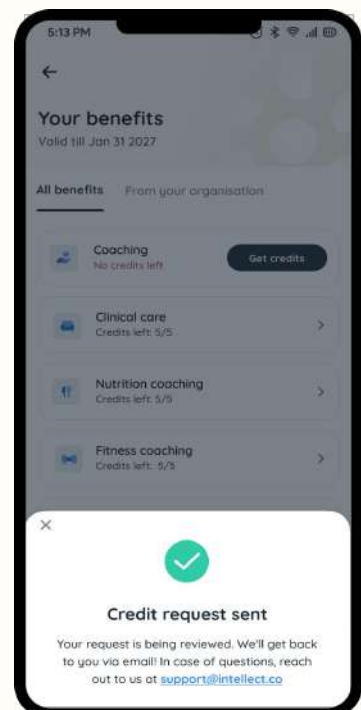 5:13 PM
←
Your benefits
Valid till Jan 31 2027
All benefits From your organisation
Coaching
No credits left
Get credits
Clinical care
Credits left: 5/5
Nutrition coaching
Credits left: 5/5
Fitness coaching
Credits left: 5/5
Credit request sent
Your request is being reviewed. We'll get back
to you via email! In case of questions, reach
out to us at support@intellect.co